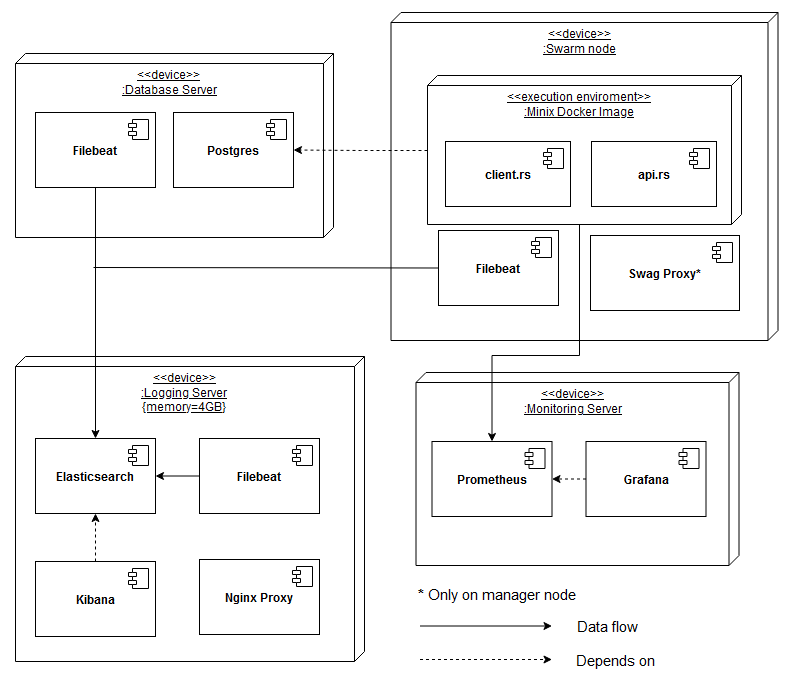 <<device>>
:Database Server
Filebeat
Postgres
<<device>>
:Swarm node
<<execution enviroment>>
:Minix Docker Image
client.rs
api.rs
Filebeat
Swag Proxy*
<<device>>
:Logging Server
{memory=4GB}
Elasticsearch
Filebeat
Kibana
Nginx Proxy
<<device>>
:Monitoring Server
Prometheus
Grafana
* Only on manager node
Data flow
Depends on